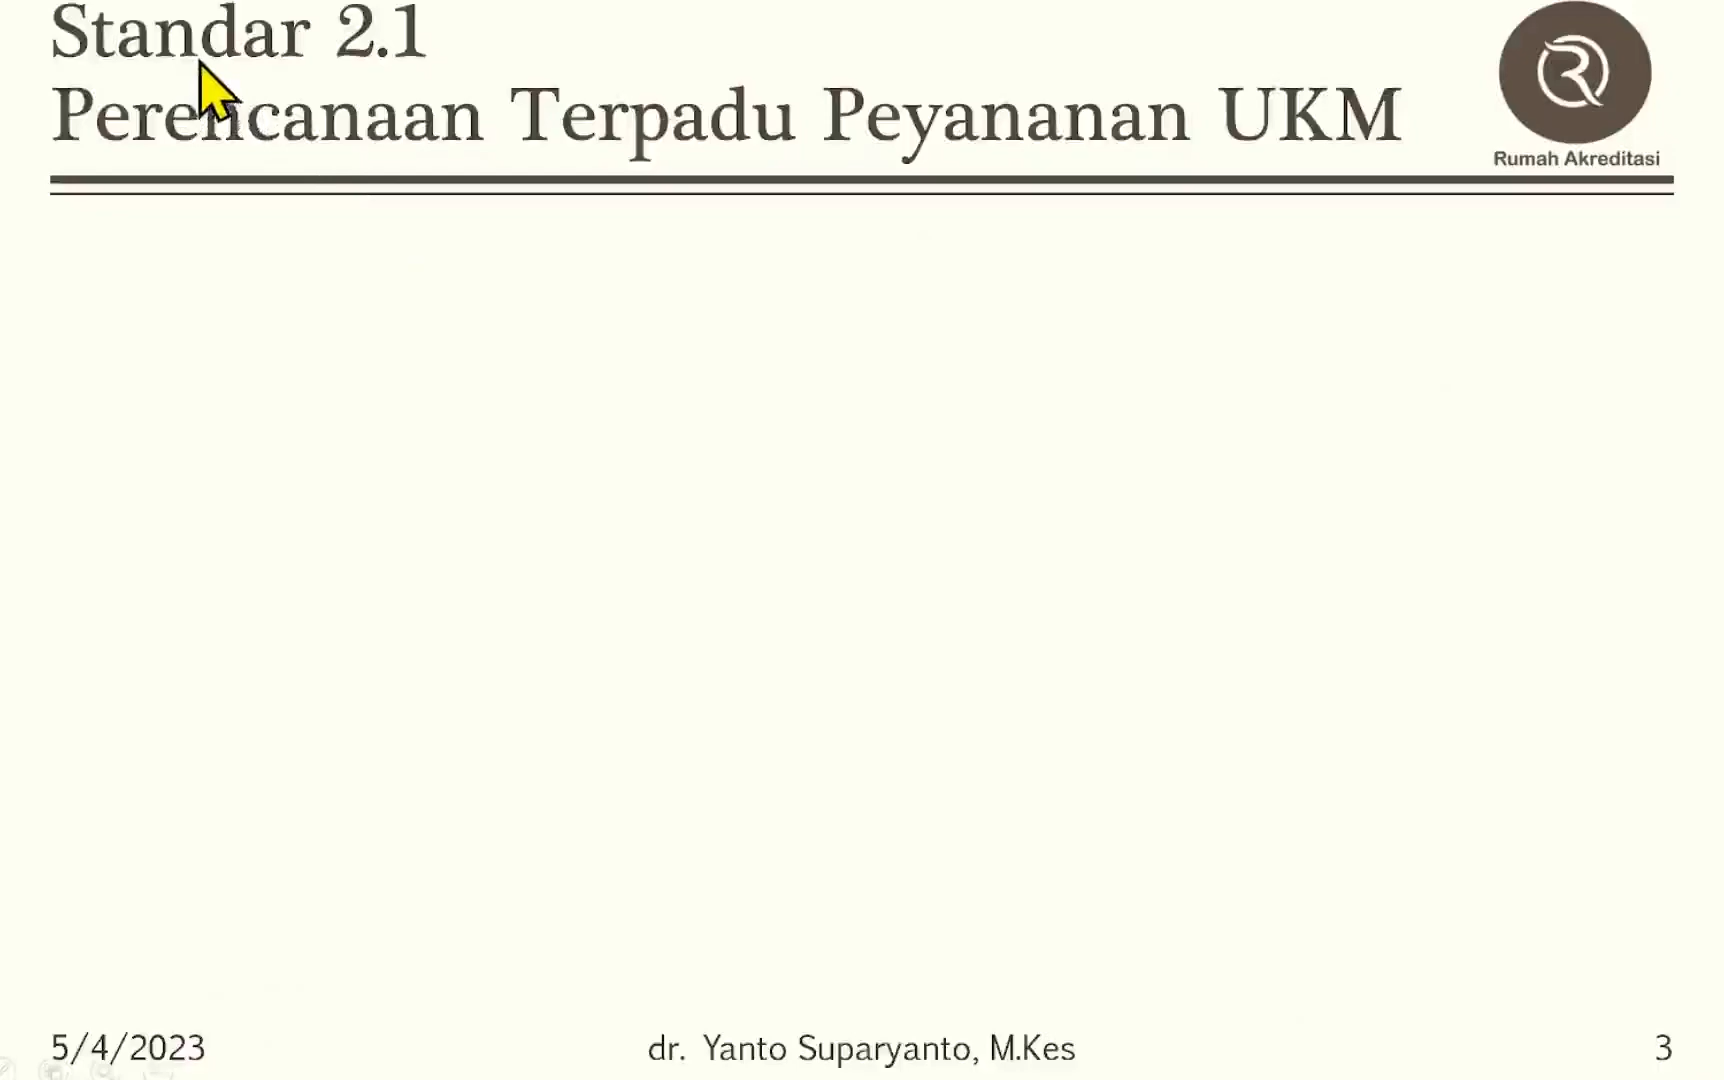 Standar 2.1
Perencanaan Terpadu Peyananan UKM
Rumah Akreditasi
5/4/2023
dr. Yanto Suparyanto, M.Kes
3